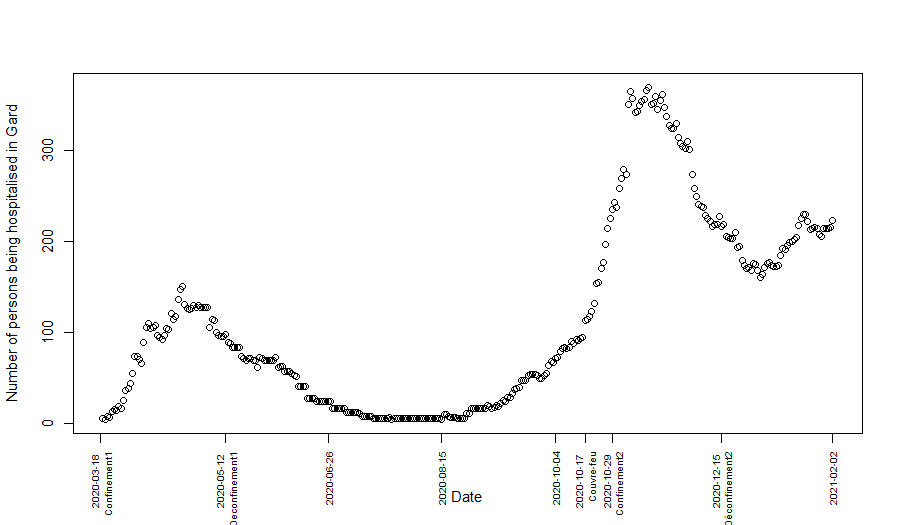 Number of persons being hospitalised in Gard
300
200
100
0
2020-03-18
Confinement1
2020-05-12
Deconfinement1
2020-06-26
2020-08-15
2020-10-04
2020-10-17
Couvre-feu
2020-10-29
Confinement2
2020-12-15
Déconfinement2
2021-02-02
Date